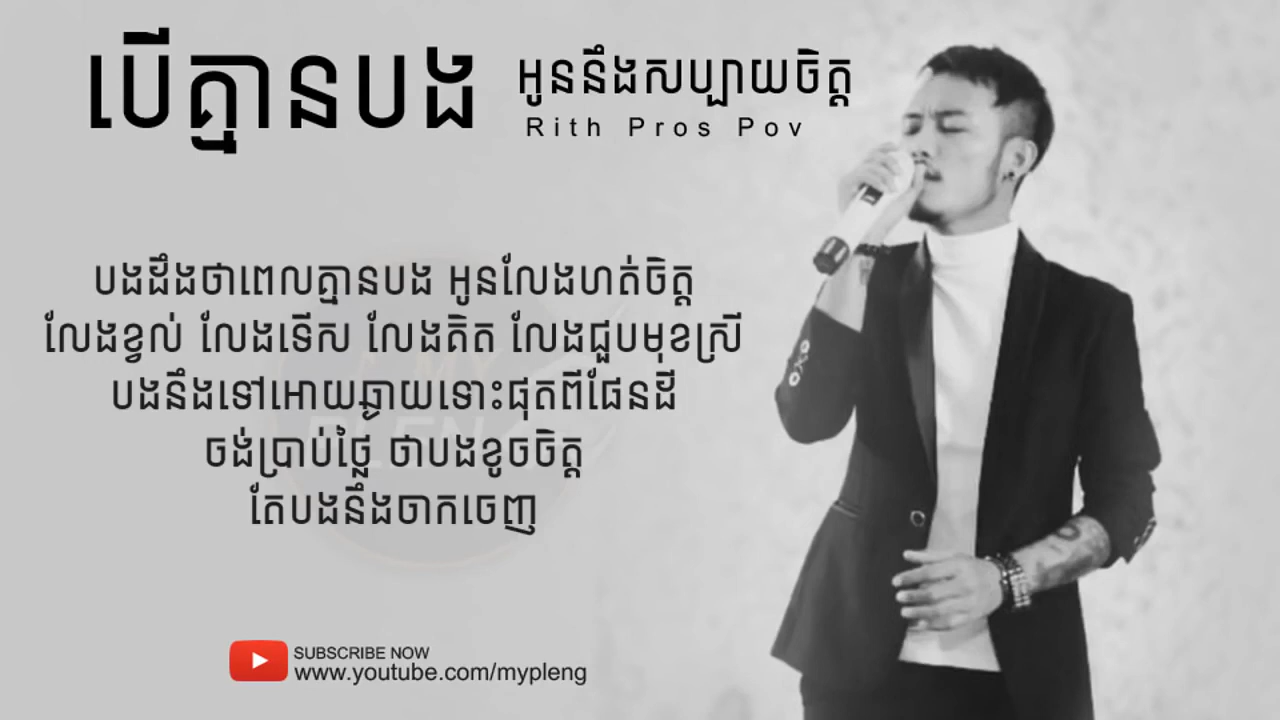 បើគ្មានបង
អូននឹងសប្បាយចិត្ត
Rith Pros Pov
បងដឹងថាពេលគ្មានបង អូនលែងហត់ចិត្ត
លែងខ្វល់ លែងទើស លែងគិត លែងជួបមុខស្រី
បងនឹងទៅអោយឆ្ងាយទោះផុតពីផែនដី
ចង់ប្រាប់ថ្លៃ ថាបងខូចចិត្ត
តែបងនឹងចាកចេញ
SUBSCRIBE NOW
www.youtube.com/mypleng